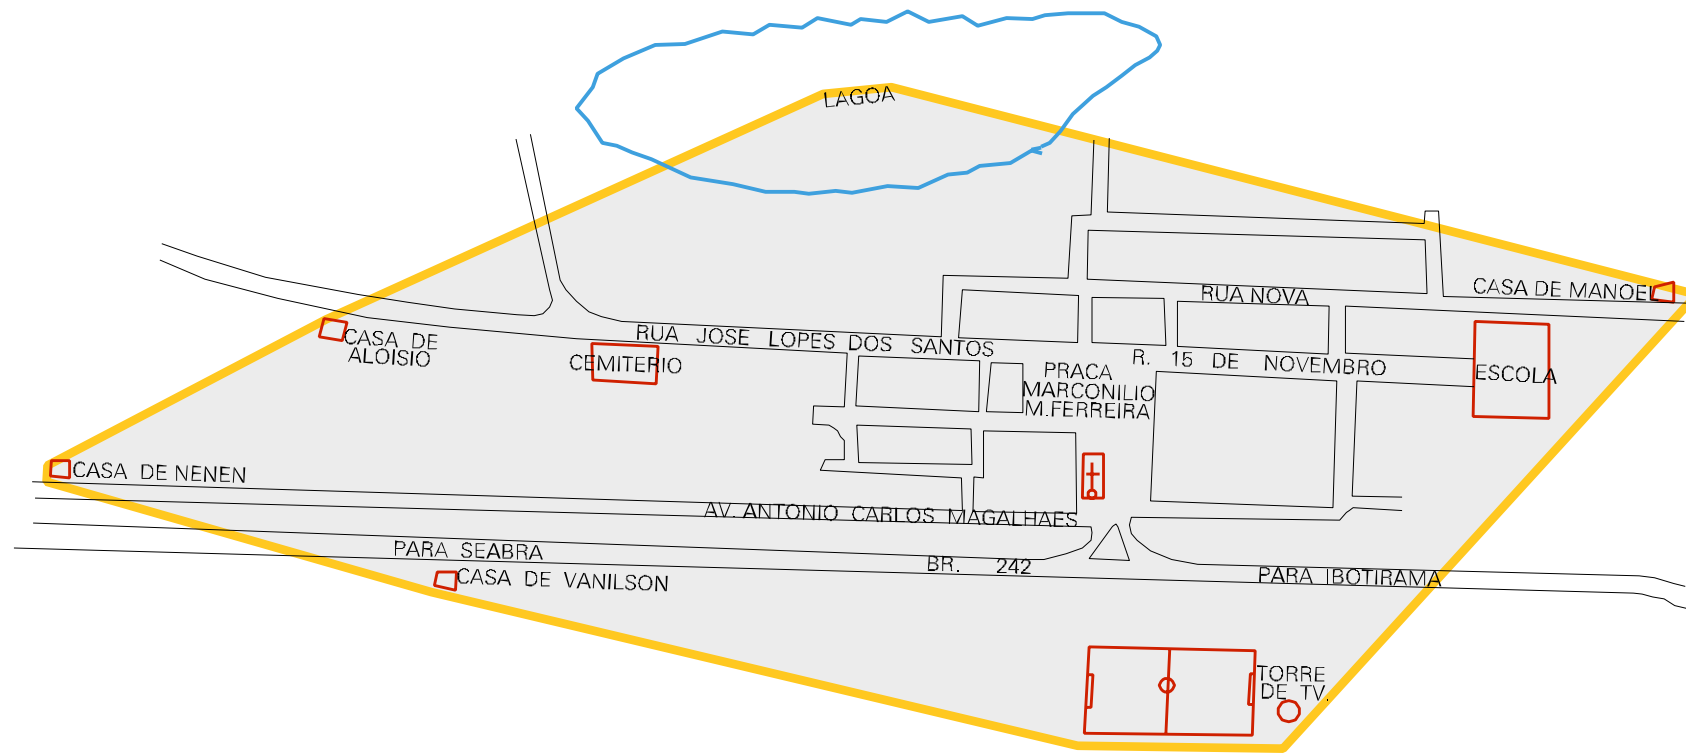 LAGOA
CASA DE MANOEL
RUA NOVA
RUA JOSE LOPES DOS SANTOS
CASA DE
ALOISIO
CEMITERIO
R. 15 DE NOVEMBRO
PRACA
MARCONILIO
M.FERREIRA
ESCOLA
CASA DE NENEN
AV. ANTONIO CARLOS MAGALHAES
PARA SEABRA
BR. 242
PARA IBOTIRAMA
CASA DE VANILSON
TORRE
DE TV.